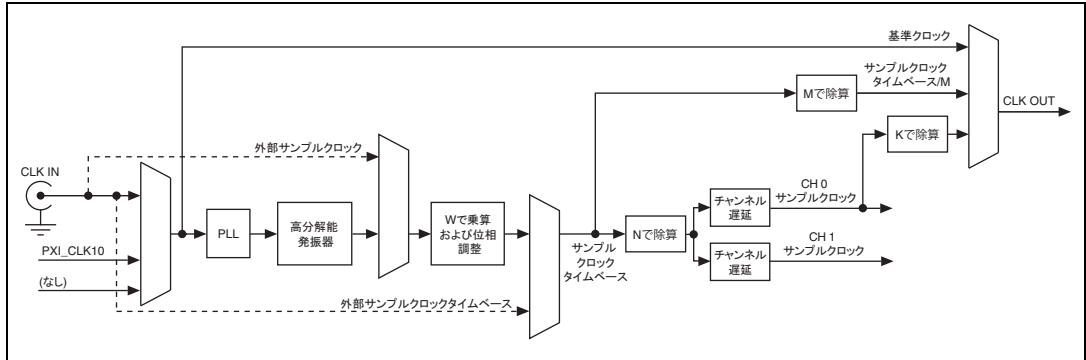 基準クロック
サンプルクロック
タイムベース/M
Mで除算
CLK OUT
Kで除算
外部サンプルクロック
CLK IN
CH 0
サンプルクロック
チャンネル
遅延
PLL
高分解能
発振器
Wで乗算
および位相
調整
Nで除算
サンプル
クロック
タイムベース
CH 1
サンプルクロック
チャンネル
遅延
PXI_CLK10
(なし)
外部サンプルクロックタイムベース